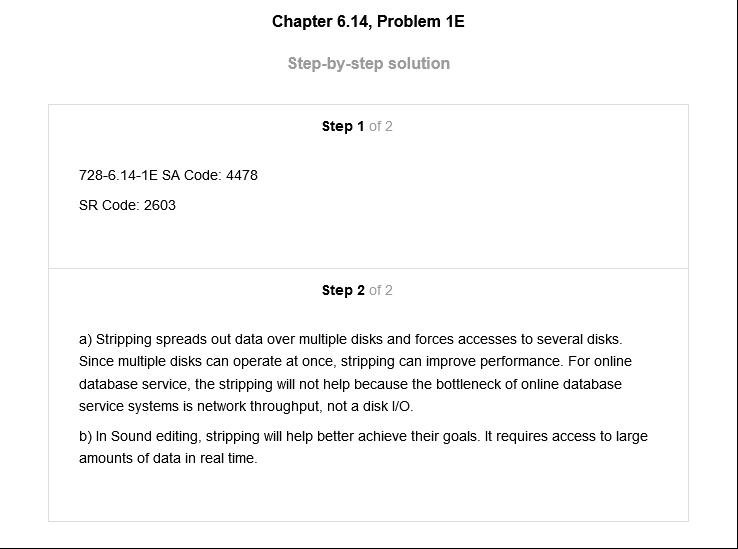 Chapter 6.14, Problem 1E
Step-by-step solution
Step 1 of 2
728-6.14-1E SA Code: 4478
SR Code: 2603
Step 2 of 2
a) Stripping spreads out data over multiple disks and forces accesses to several disks.
Since multiple disks can operate at once, stripping can improve performance. For online
database service, the stripping will not help because the bottleneck of online database
service systems is network throughput, not a disk I/O.
b) In Sound editing, stripping will help better achieve their goals. It requires access to large
amounts of data in real time.